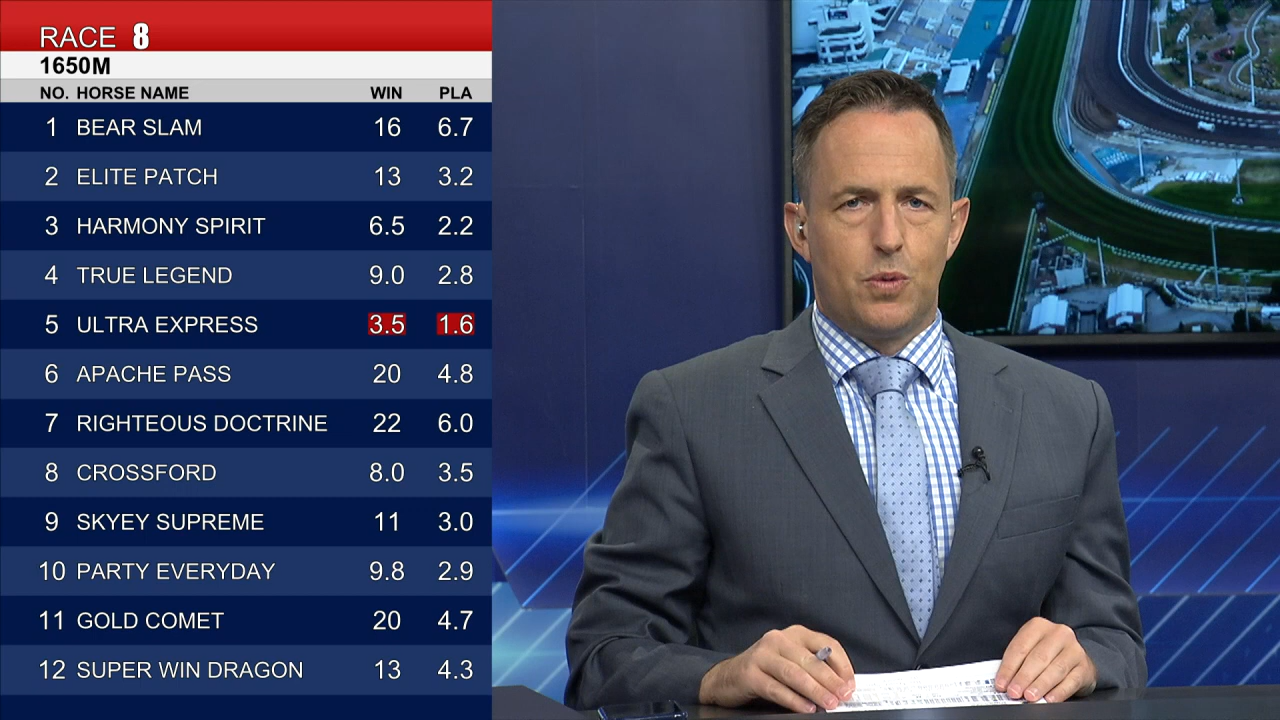 RACE 8
1650M
NO. HORSE NAME WIN PLA
1 BEAR SLAM 16 6.7
2 ELITE PATCH 13 3.2
3 HARMONY SPIRIT 6.5 2.2
4 TRUE LEGEND 9.0 2.8
5 ULTRA EXPRESS 3.5 1.6
6 APACHE PASS 20 4.8
7 RIGHTEOUS DOCTRINE 22 6.0
8 CROSSFORD 8.0 3.5
9 SKYEY SUPREME 11 3.0
10 PARTY EVERYDAY 9.8 2.9
11 GOLD COMET 20 4.7
12 SUPER WIN DRAGON 13 4.3